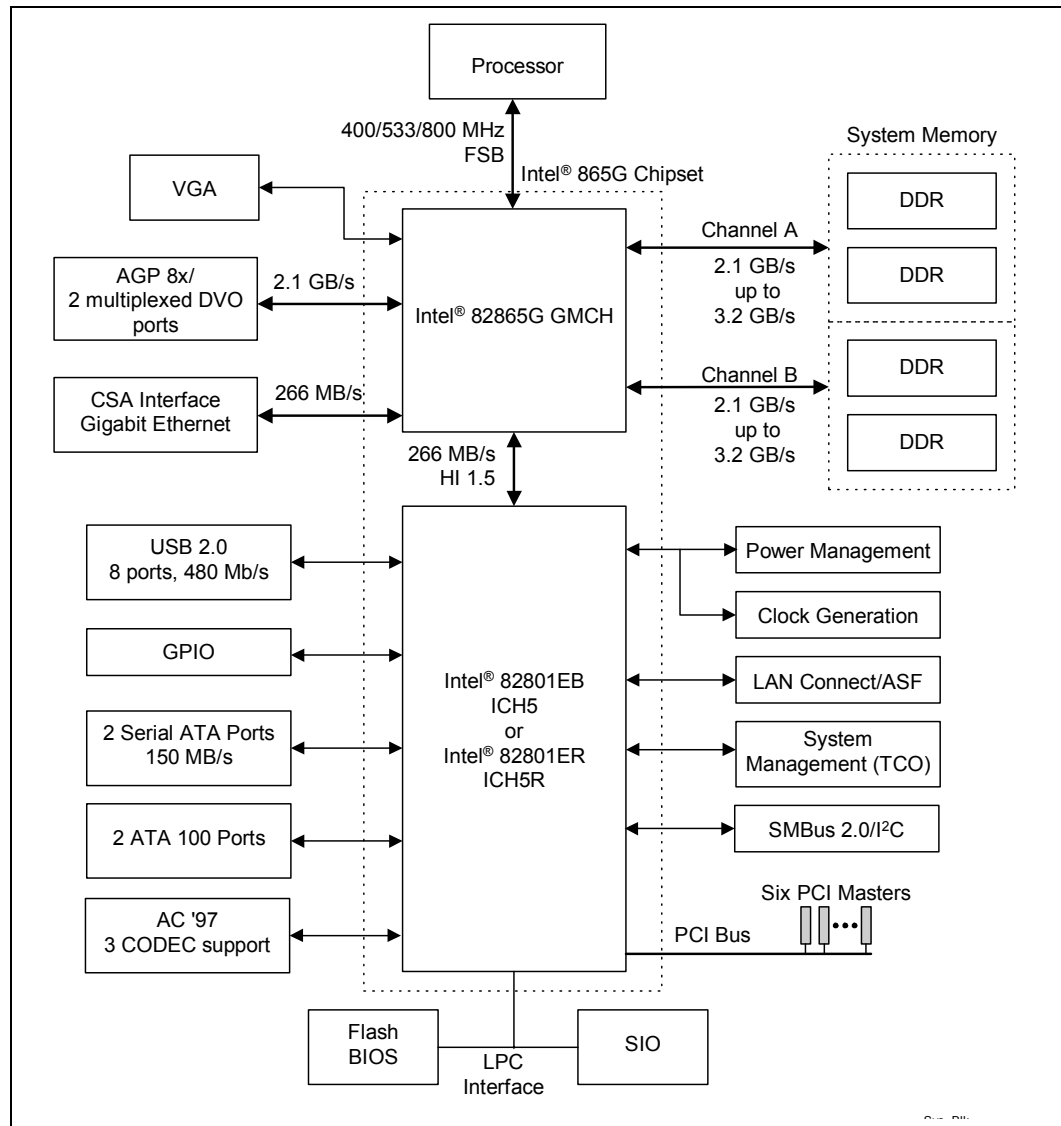 Processor
400/533/800 MHz
FSB
System Memory
Intel® 865G Chipset
VGA
DDR
Channel A
2.1 GB/s
up to
3.2 GB/s
DDR
AGP 8x/
2 multiplexed DVO
ports
2.1 GB/s
Intel® 82865G GMCH
DDR
Channel B
2.1 GB/s
up to
3.2 GB/s
DDR
CSA Interface
Gigabit Ethernet
266 MB/s
266 MB/s
HI 1.5
USB 2.0
8 ports, 480 Mb/s
Power Management
Clock Generation
GPIO
Intel® 82801EB
ICH5
or
Intel® 82801ER
ICH5R
LAN Connect/ASF
2 Serial ATA Ports
150 MB/s
System
Management (TCO)
2 ATA 100 Ports
SMBus 2.0/I²C
AC '97
3 CODEC support
Six PCI Masters
PCI Bus
Flash
BIOS
LPC
Interface
SIO